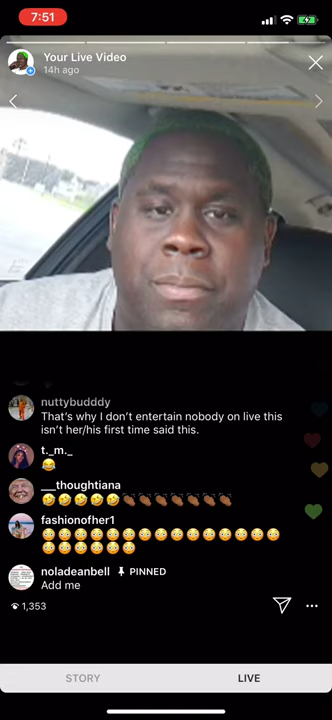 7:51
Your Live Video
14h ago
nuttybudddy
That's why I don't entertain nobody on live this
isn't her/his first time said this.
t._m._
😂
___thoughtiana
🤣🤣🤣🤣🤣👏🏾👏🏾👏🏾👏🏾👏🏾👏🏾👏🏾
fashionofher1
😳😳😳😳😳😳😳😳😳😳😳😳😳😳😳
😳😳😳😳😳😳
noladeanbell PINNED
Add me
1,353
STORY LIVE